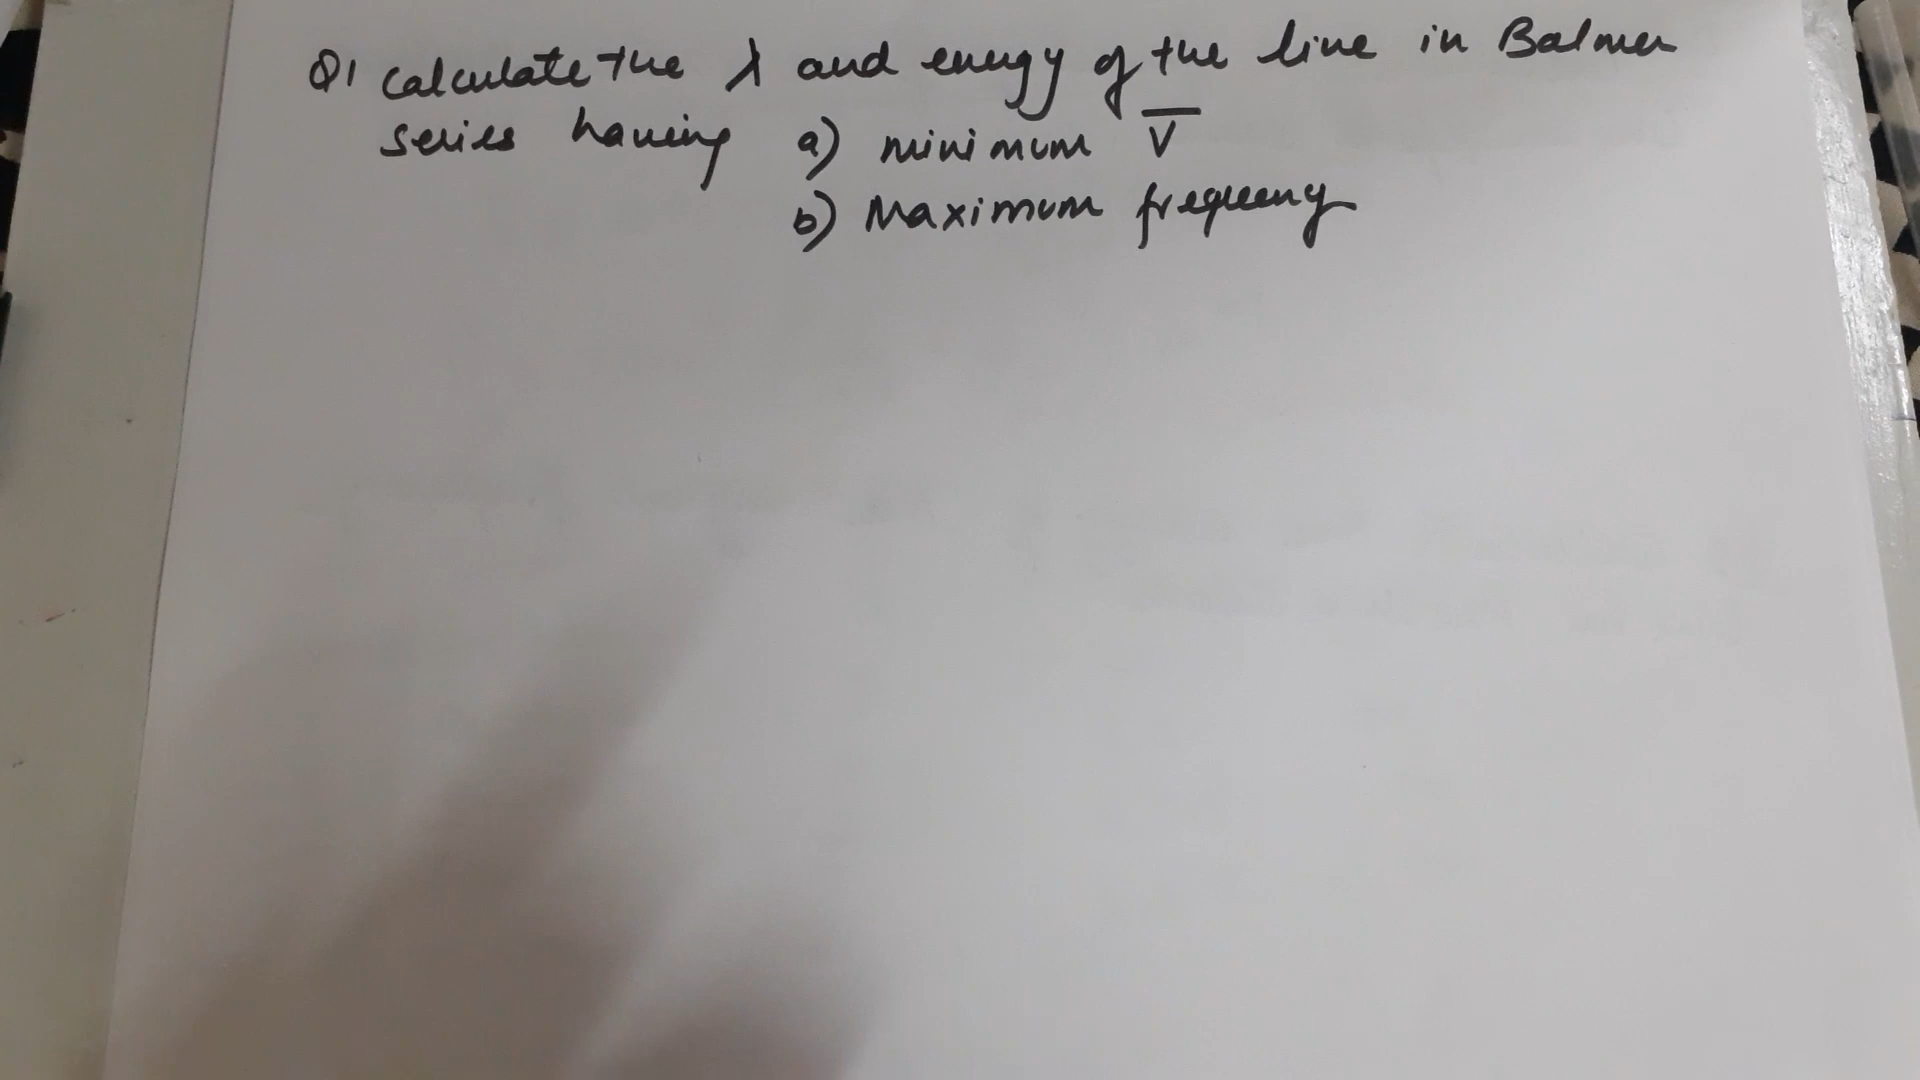 Q1 calculate the λ and energy of the line in Balmer
series having a) minimum V̅
b) Maximum frequency